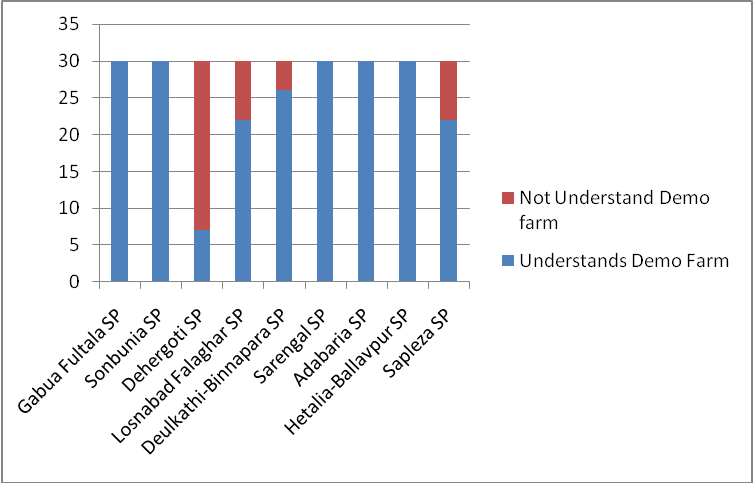 35
30
25
20
15
10
5
0
Gabua Fultala SP
Sonbunia SP
Dehergoti SP
Losnabad Falaghar SP
Deulkathi-Binnapara SP
Sarengal SP
Adabaria SP
Hetalia-Ballavpur SP
Sapleza SP
Not Understand Demo
farm
Understands Demo Farm